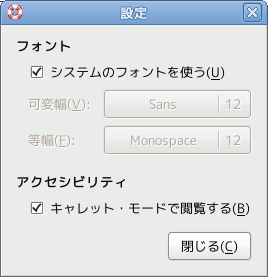 設定
フォント
システムのフォントを使う(U)
可変幅(V): Sans 12
等幅(F): Monospace 12
アクセシビリティ
キャレット・モードで閲覧する(B)
閉じる(C)